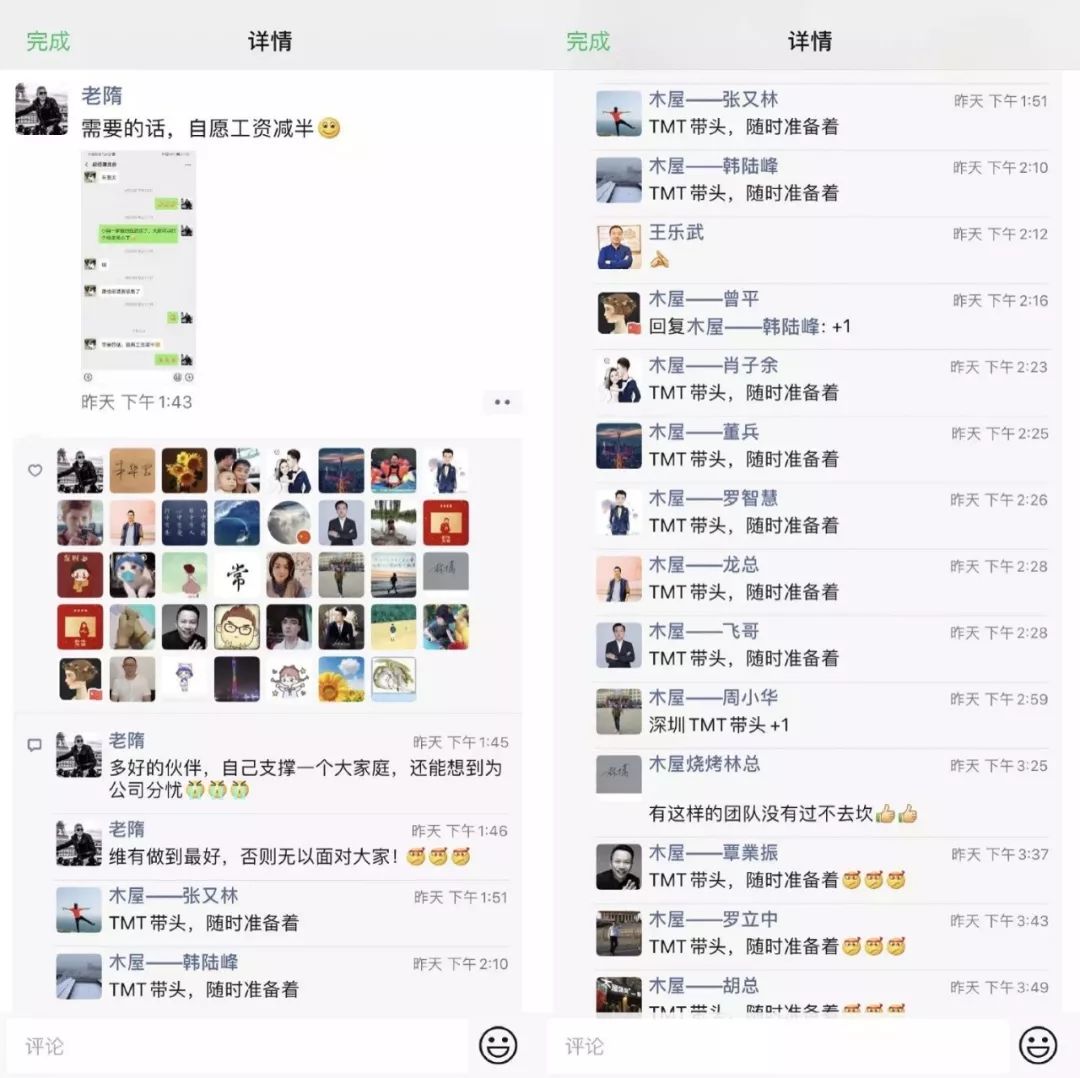 完成
详情
老隋
需要的话，自愿工资减半
昨天 下午1:43
老隋
昨天 下午1:45
多好的伙伴，自己支撑一个大家庭，还能想到为
公司分忧
老隋
昨天 下午1:46
维有做到最好，否则无以面对大家！
木屋——张又林
昨天 下午1:51
TMT带头，随时准备着
木屋——韩陆峰
昨天 下午2:10
TMT带头，随时准备着
评论
完成
详情
木屋——张又林
昨天 下午1:51
TMT带头，随时准备着
木屋——韩陆峰
昨天 下午2:10
TMT带头，随时准备着
王乐武
昨天 下午2:12
木屋——曾平
昨天 下午2:16
回复木屋——韩陆峰: +1
木屋——肖子余
昨天 下午2:23
TMT带头，随时准备着
木屋——董兵
昨天 下午2:25
TMT带头，随时准备着
木屋——罗智慧
昨天 下午2:26
TMT带头，随时准备着
木屋——龙总
昨天 下午2:28
TMT带头，随时准备着
木屋——飞哥
昨天 下午2:28
TMT带头，随时准备着
木屋——周小华
昨天 下午2:59
深圳TMT带头+1
木屋烧烤林总
昨天 下午3:25
有这样的团队没有过不去坎
木屋——覃業振
昨天 下午3:37
TMT带头，随时准备着
木屋——罗立中
昨天 下午3:43
TMT带头，随时准备着
木屋——胡总
昨天 下午3:49
TMT带头，随时准备着
评论